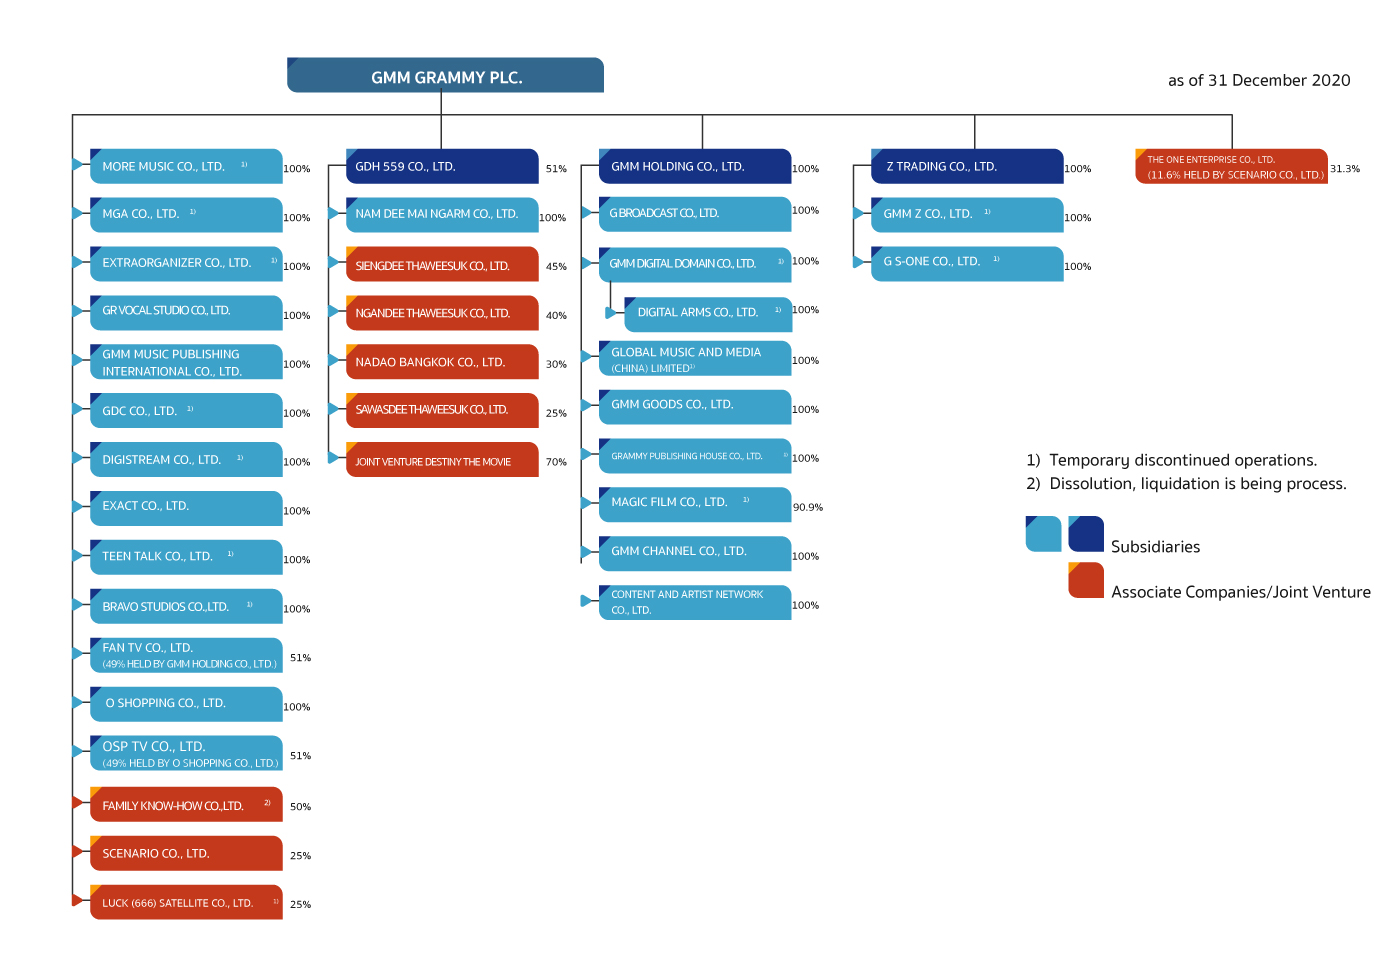 GMM GRAMMY PLC.
as of 31 December 2020
MORE MUSIC CO., LTD. 1)
100%
MGA CO., LTD. 1)
100%
EXTRAORGANIZER CO., LTD. 1)
100%
GR VOCAL STUDIO CO., LTD.
100%
GMM MUSIC PUBLISHING
INTERNATIONAL CO., LTD.
100%
GDC CO., LTD. 1)
100%
DIGISTREAM CO., LTD. 1)
100%
EXACT CO., LTD.
100%
TEEN TALK CO., LTD. 1)
100%
BRAVO STUDIOS CO.,LTD. 1)
100%
FAN TV CO., LTD.
(49% HELD BY GMM HOLDING CO., LTD.)
51%
O SHOPPING CO., LTD.
100%
OSP TV CO., LTD.
(49% HELD BY O SHOPPING CO., LTD.)
51%
FAMILY KNOW-HOW CO.,LTD. 2)
50%
SCENARIO CO., LTD.
25%
LUCK (666) SATELLITE CO., LTD. 1)
25%
GDH 559 CO., LTD.
51%
NAM DEE MAI NGARM CO., LTD.
100%
SIENGDEE THAWEESUK CO., LTD.
45%
NGANDEE THAWEESUK CO., LTD.
40%
NADAO BANGKOK CO., LTD.
30%
SAWASDEE THAWEESUK CO., LTD.
25%
JOINT VENTURE DESTINY THE MOVIE
70%
GMM HOLDING CO., LTD.
100%
G BROADCAST CO., LTD.
100%
GMM DIGITAL DOMAIN CO., LTD. 1)
100%
DIGITAL ARMS CO., LTD. 1)
100%
GLOBAL MUSIC AND MEDIA
(CHINA) LIMITED1)
100%
GMM GOODS CO., LTD.
100%
GRAMMY PUBLISHING HOUSE CO., LTD. 1)
100%
MAGIC FILM CO., LTD. 1)
90.9%
GMM CHANNEL CO., LTD.
100%
CONTENT AND ARTIST NETWORK
CO., LTD.
100%
Z TRADING CO., LTD.
100%
GMM Z CO., LTD. 1)
100%
G S-ONE CO., LTD. 1)
100%
THE ONE ENTERPRISE CO., LTD.
(11.6% HELD BY SCENARIO CO., LTD.)
31.3%
1) Temporary discontinued operations.
2) Dissolution, liquidation is being process.
Subsidiaries
Associate Companies/Joint Venture